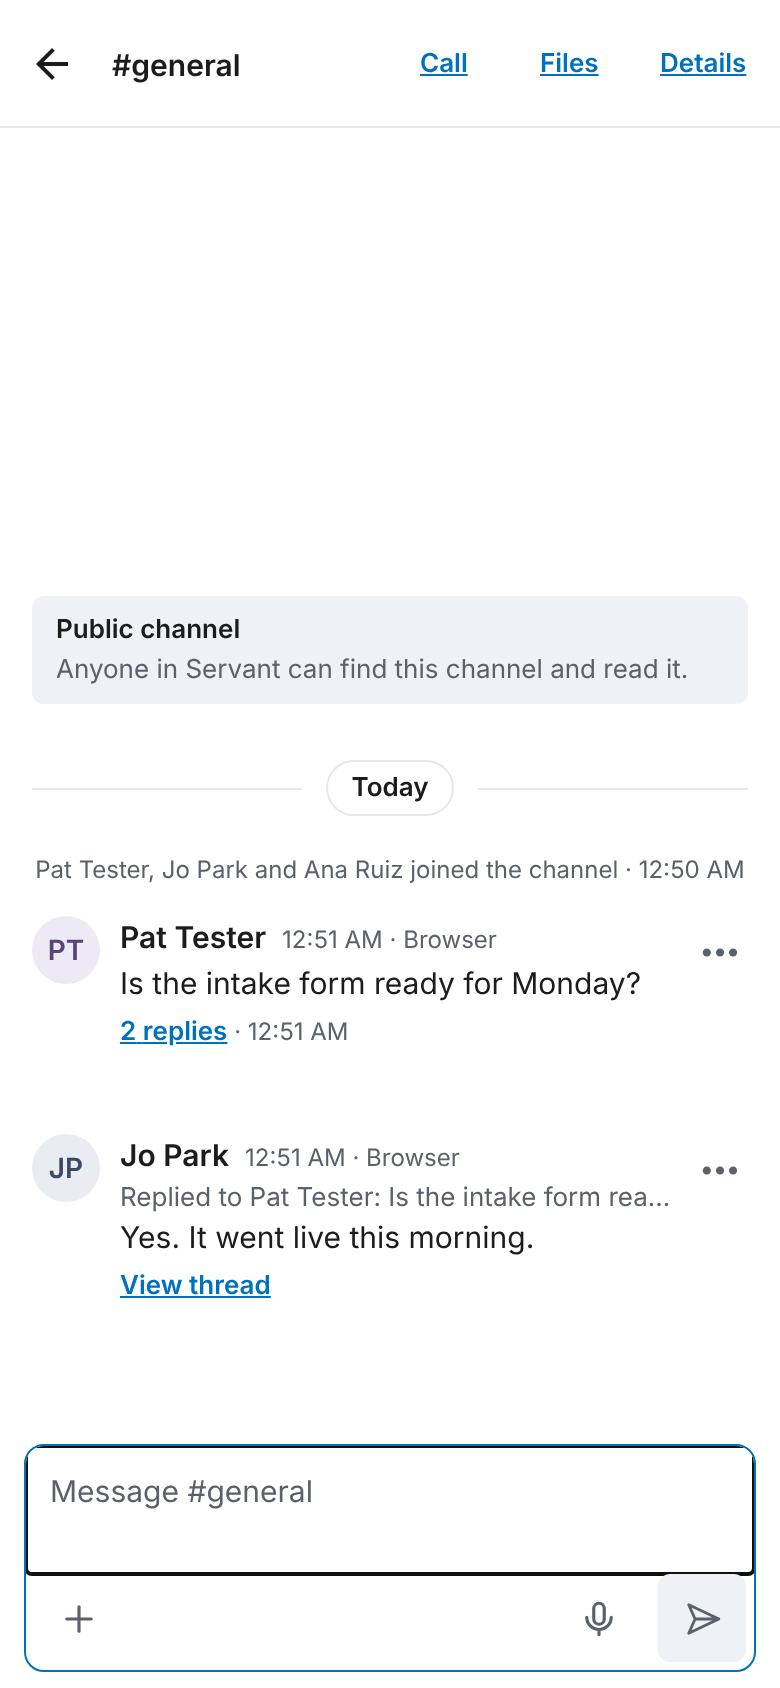 #general Call Files Details
Public channel
Anyone in Servant can find this channel and read it.
Today
Pat Tester, Jo Park and Ana Ruiz joined the channel · 12:50 AM
PT
Pat Tester 12:51 AM · Browser
Is the intake form ready for Monday?
2 replies · 12:51 AM
JP
Jo Park 12:51 AM · Browser
Replied to Pat Tester: Is the intake form rea...
Yes. It went live this morning.
View thread
Message #general